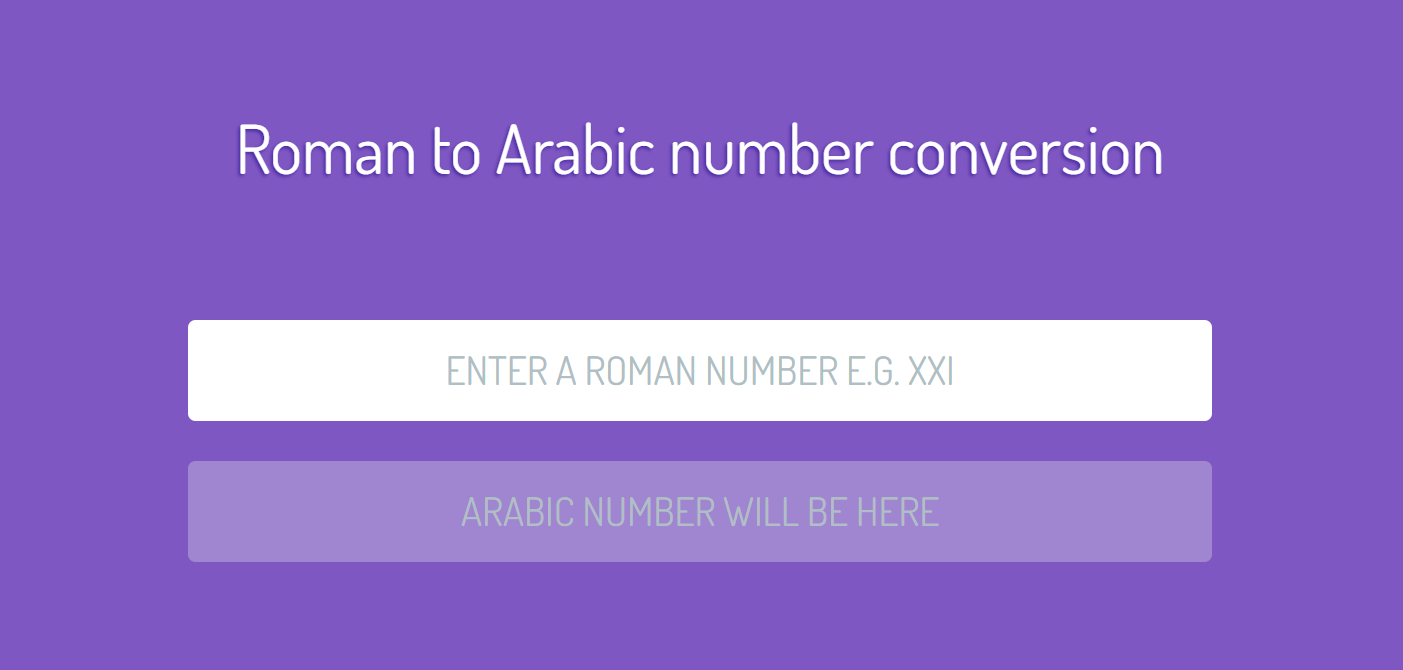 Roman to Arabic number conversion
ENTER A ROMAN NUMBER E.G. XXI
ARABIC NUMBER WILL BE HERE